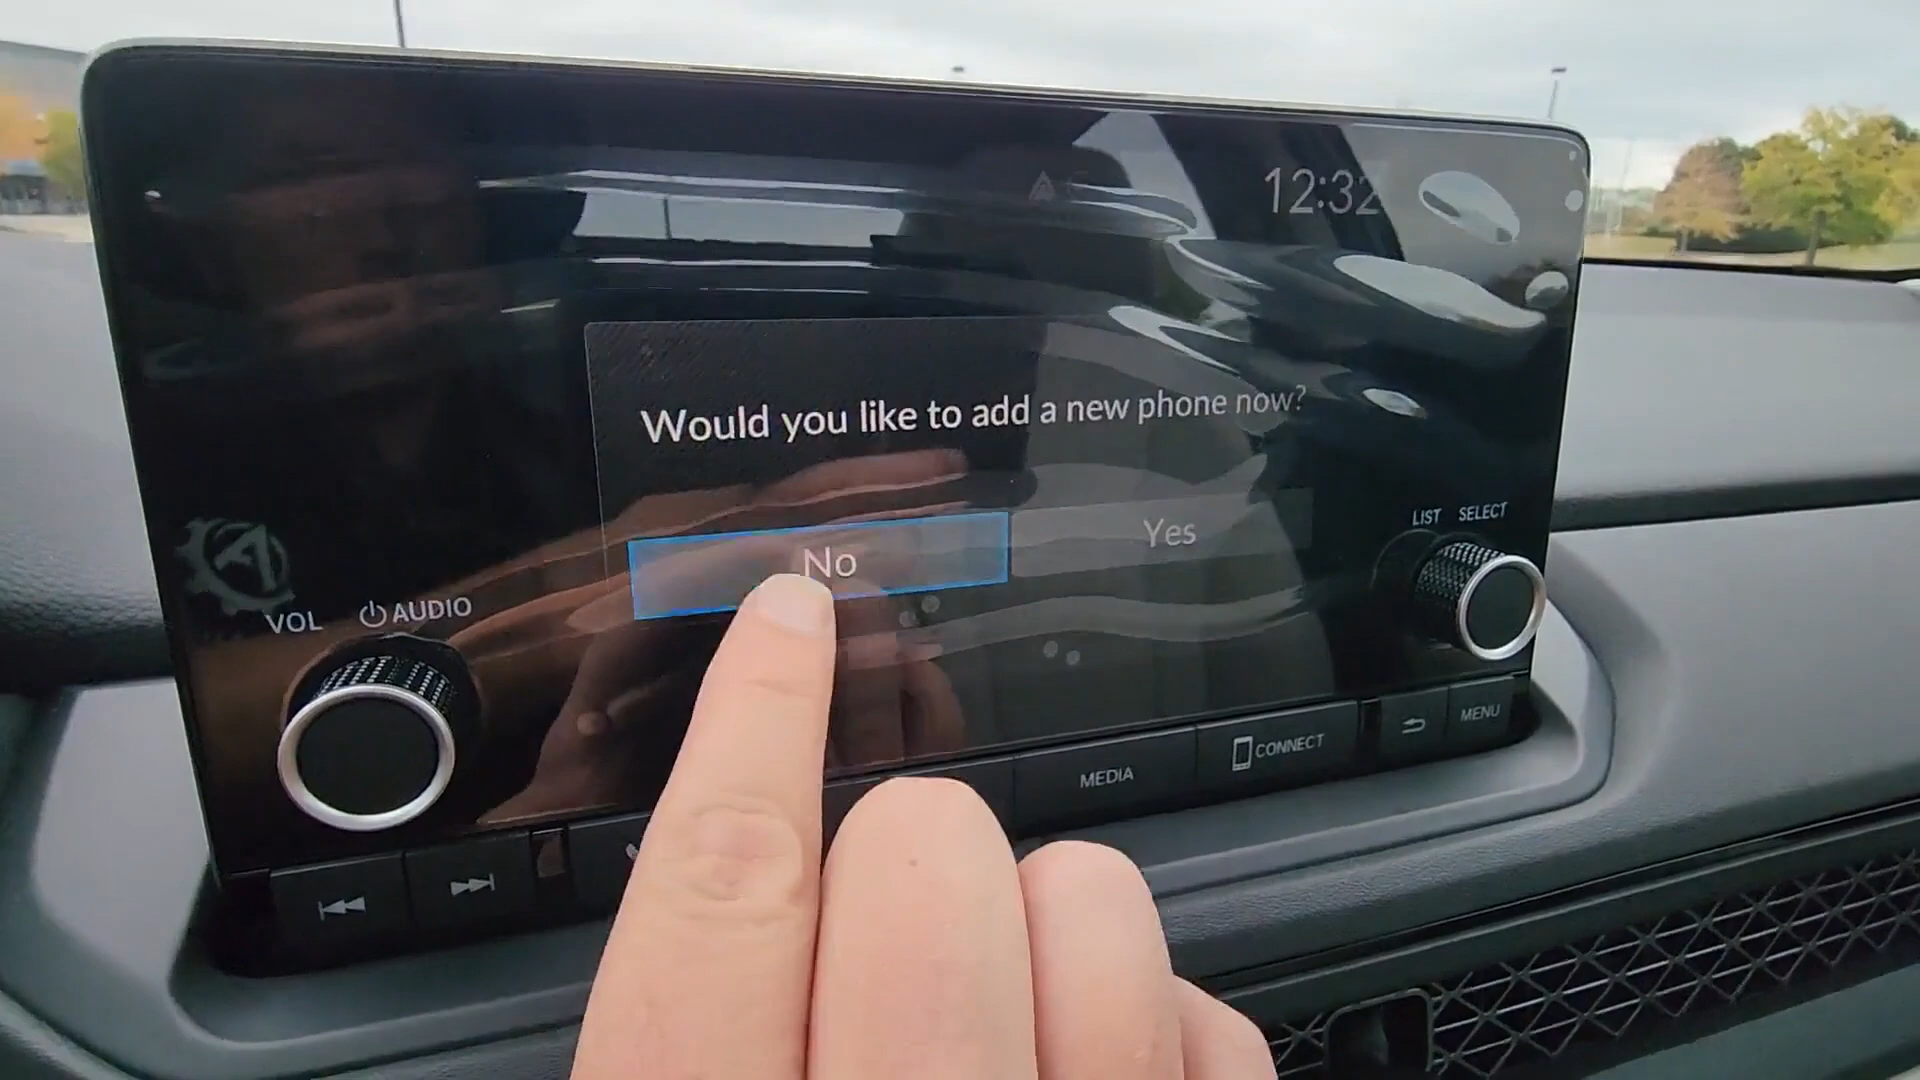 12:32
Would you like to add a new phone now?
No
Yes
LIST SELECT
VOL AUDIO
MEDIA
CONNECT
MENU